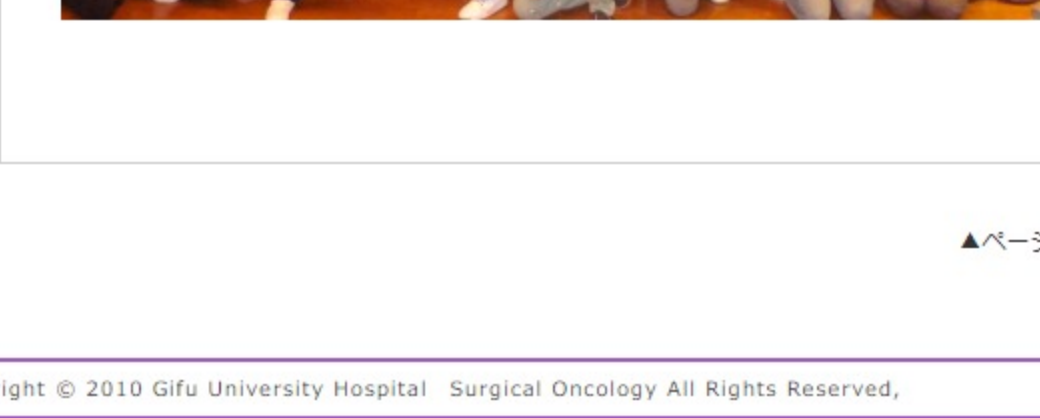 ▲ペー
ight © 2010 Gifu University Hospital Surgical Oncology All Rights Reserved,